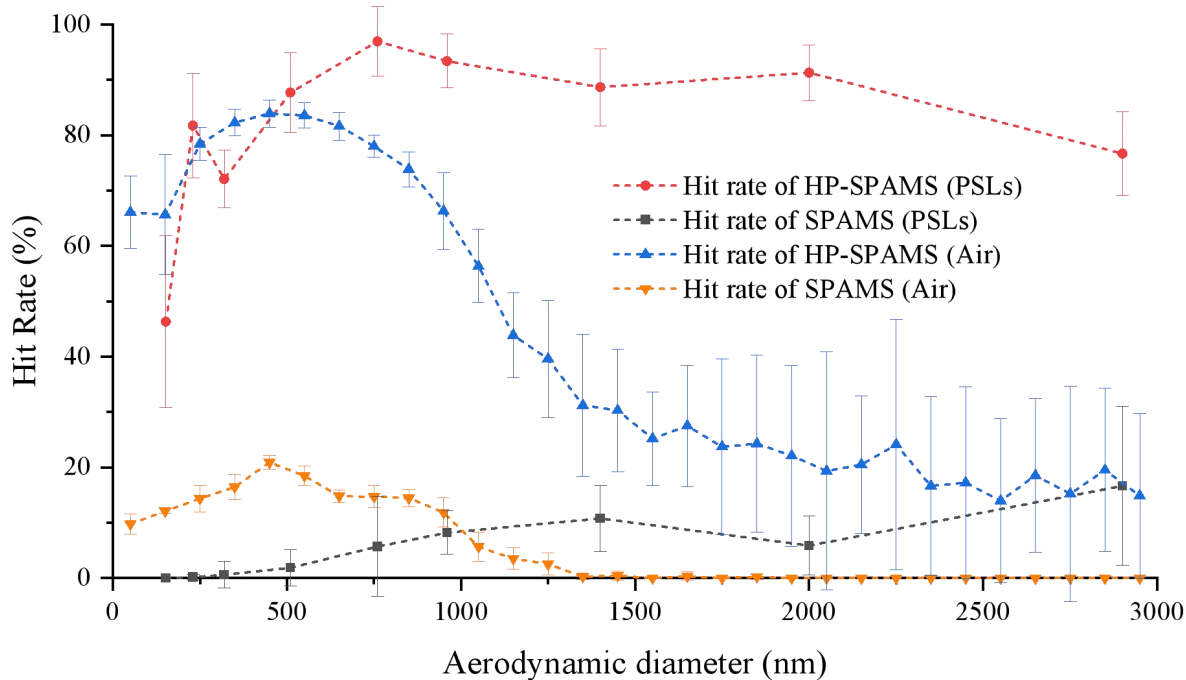 100
80
60
40
20
0
Hit Rate (%)
Hit rate of HP-SPAMS (PSLs)
Hit rate of SPAMS (PSLs)
Hit rate of HP-SPAMS (Air)
Hit rate of SPAMS (Air)
0 500 1000 1500 2000 2500 3000
Aerodynamic diameter (nm)